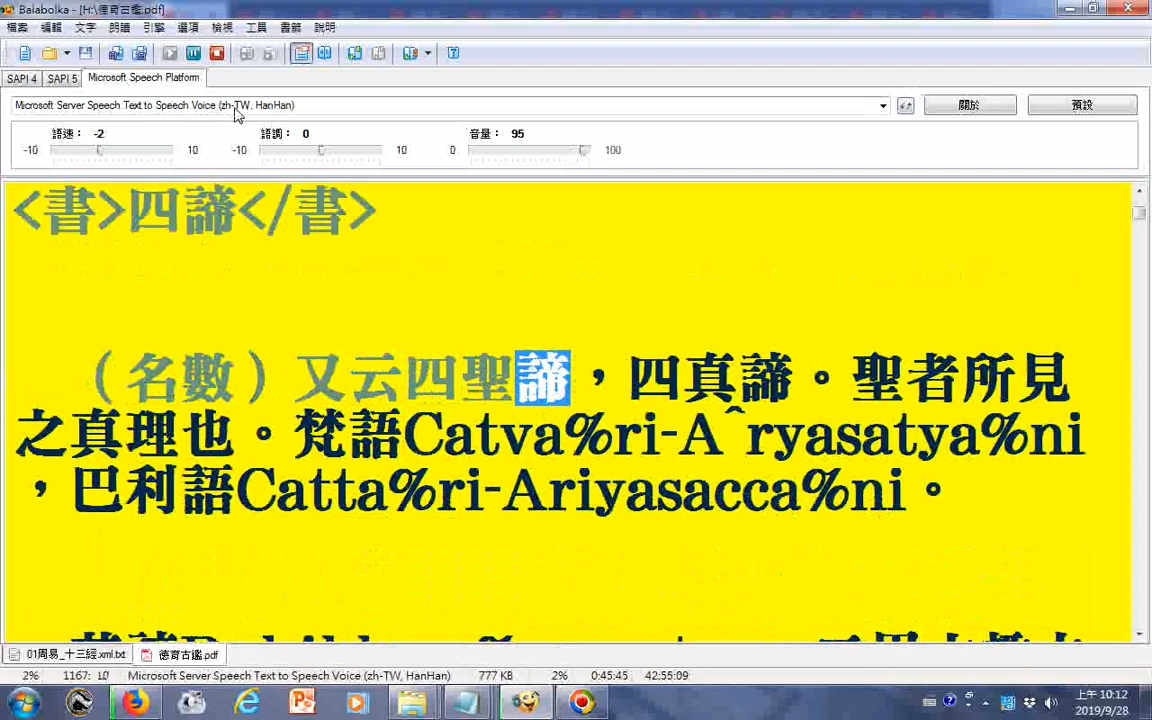 Balabolka - [H:\德育古鑑.pdf]
檔案 編輯 文字 朗讀 引擎 選項 檢視 工具 書籤 說明
SAPI 4 SAPI 5 Microsoft Speech Platform
Microsoft Server Speech Text to Speech Voice (zh-TW, HanHan)
關於 預設
語速： -2 語調： 0 音量： 95
-10 10 -10 10 0 100
<書>四諦</書>
（名數）又云四聖諦，四真諦。聖者所見
之真理也。梵語Catva%ri-A^ryasatya%ni
，巴利語Catta%ri-Ariyasacca%ni。
01周易_十三經.xml.txt 德育古鑑.pdf
2% 1167: 10 Microsoft Server Speech Text to Speech Voice (zh-TW, HanHan) 777 KB 2% 0:45:45 42:55:09
上午 10:12
2019/9/28